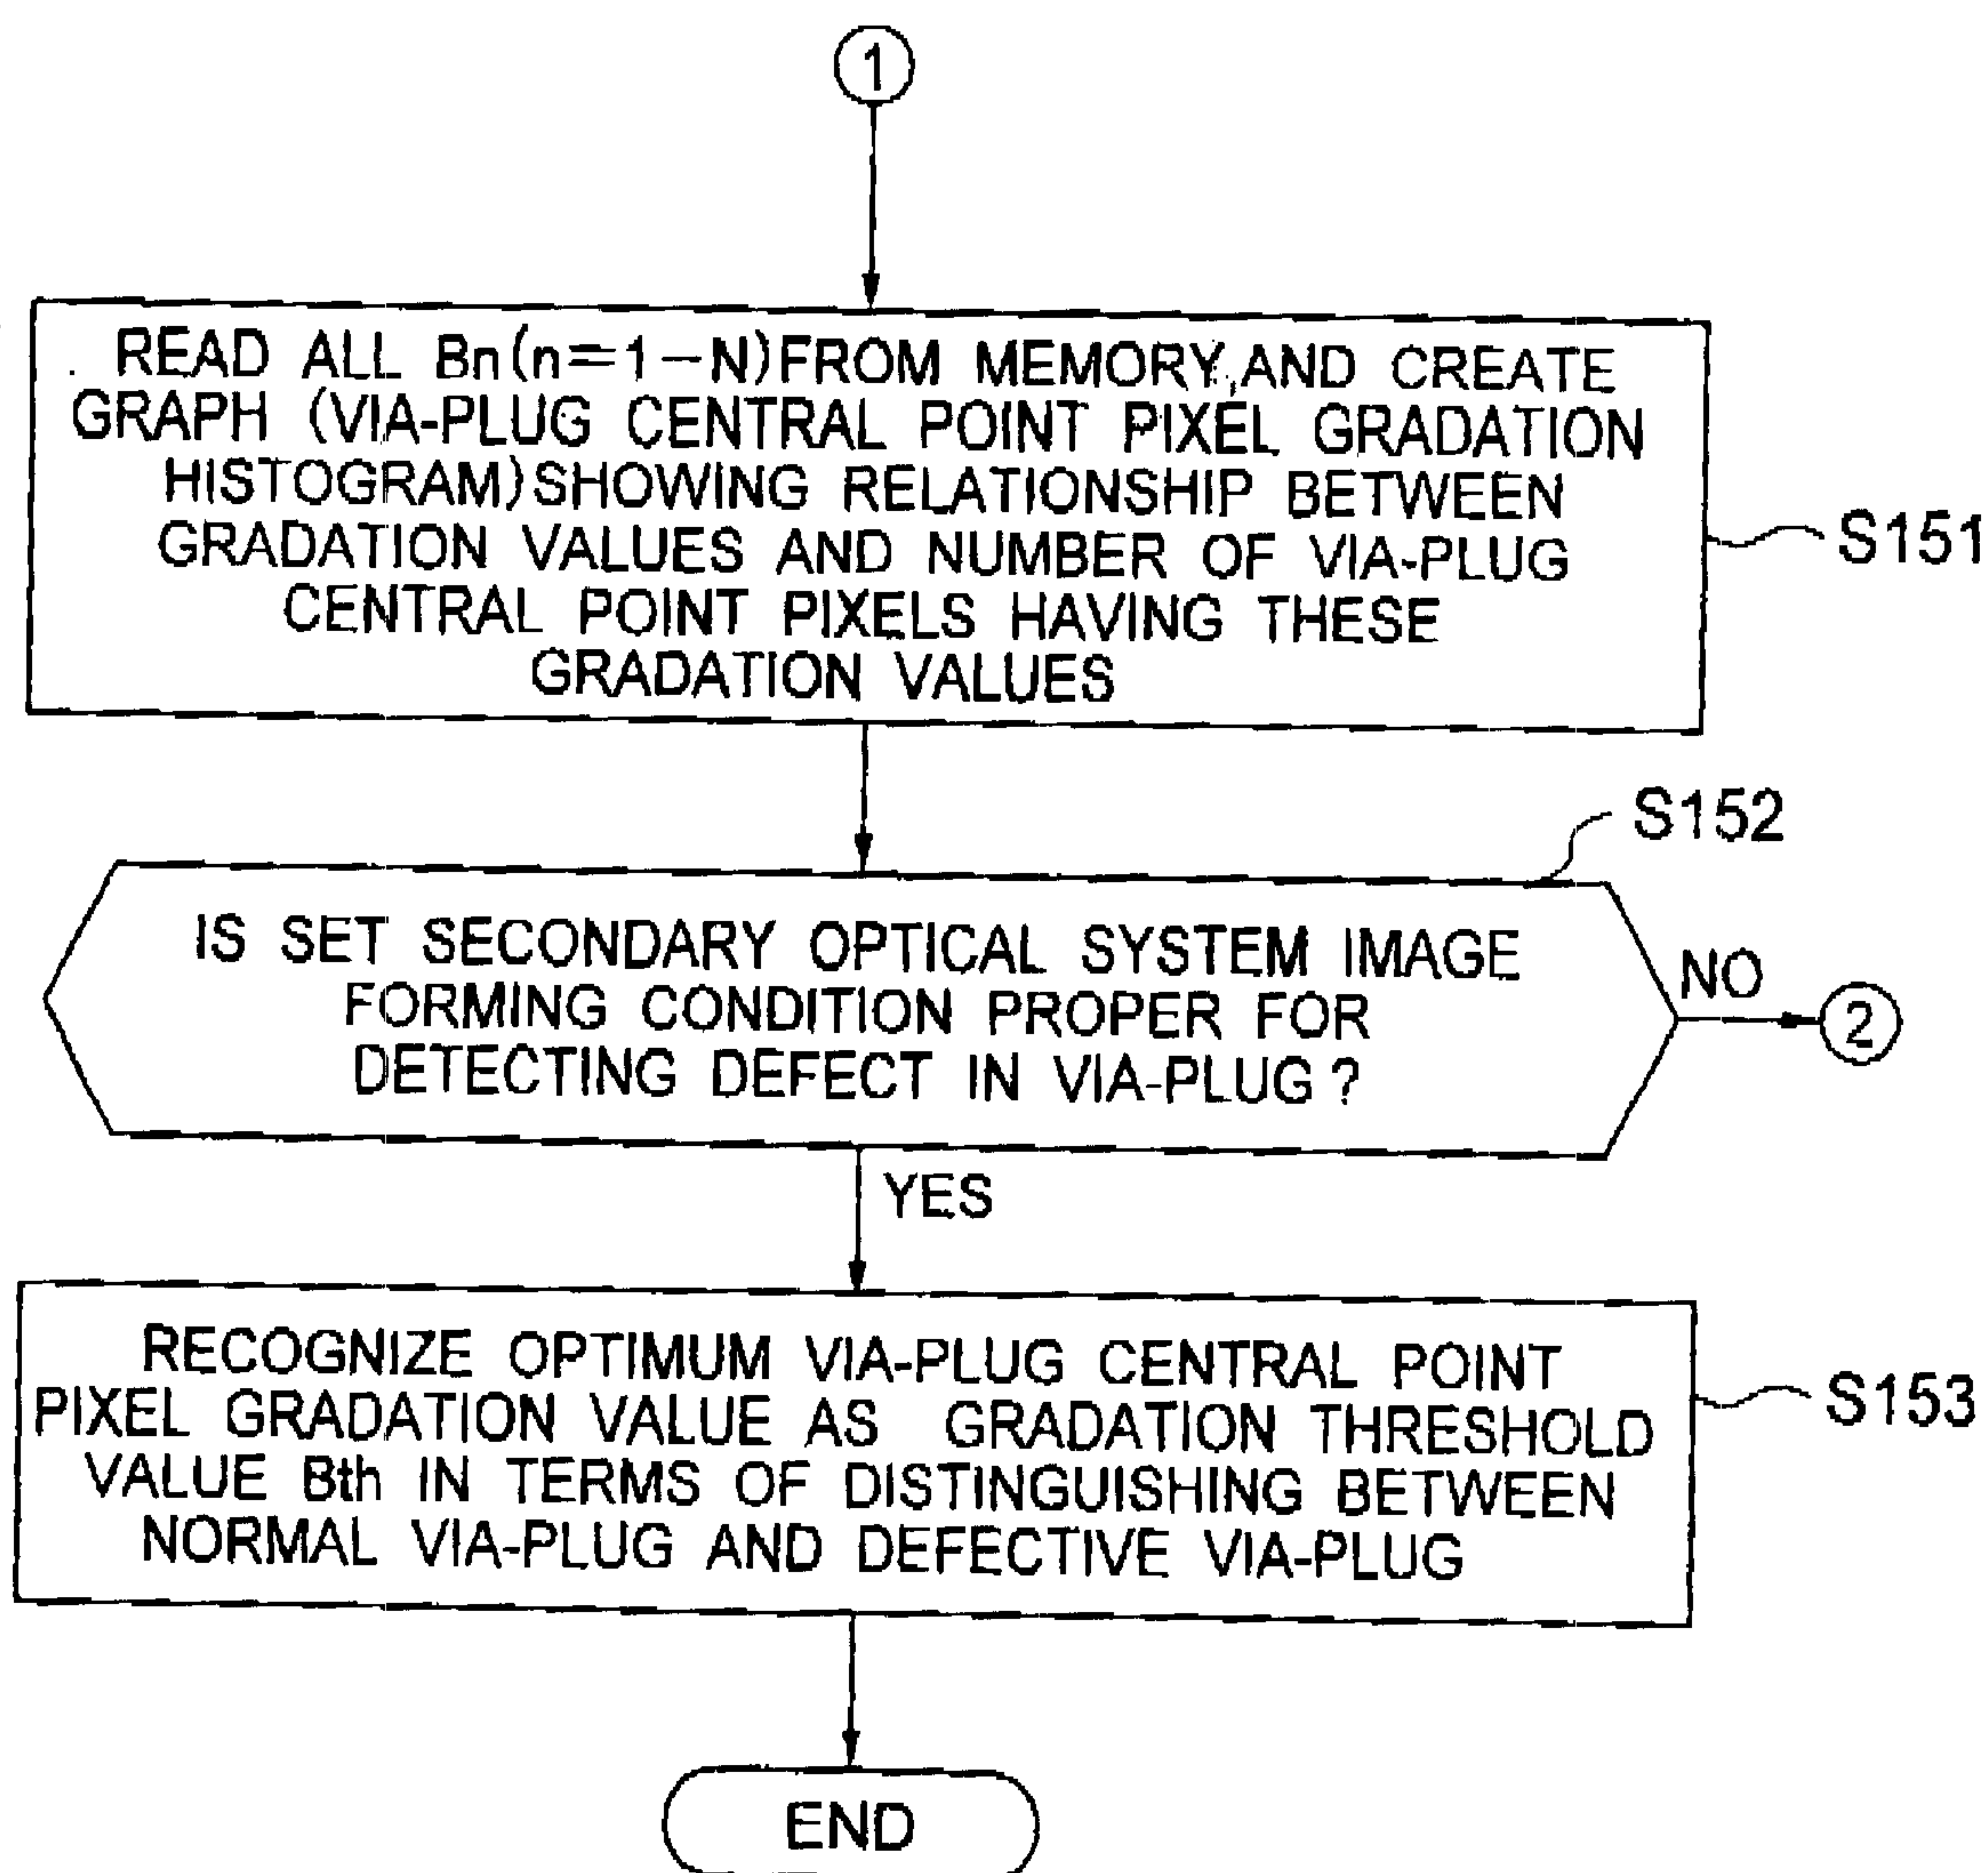 1
READ ALL Bn(n=1-N)FROM MEMORY, AND CREATE
GRAPH (VIA-PLUG CENTRAL POINT PIXEL GRADATION
HISTOGRAM)SHOWING RELATIONSHIP BETWEEN
GRADATION VALUES AND NUMBER OF VIA-PLUG
CENTRAL POINT PIXELS HAVING THESE
GRADATION VALUES
S151
S152
IS SET SECONDARY OPTICAL SYSTEM IMAGE
FORMING CONDITION PROPER FOR
DETECTING DEFECT IN VIA-PLUG?
NO
2
YES
RECOGNIZE OPTIMUM VIA-PLUG CENTRAL POINT
PIXEL GRADATION VALUE AS GRADATION THRESHOLD
VALUE Bth IN TERMS OF DISTINGUISHING BETWEEN
NORMAL VIA-PLUG AND DEFECTIVE VIA-PLUG
S153
END